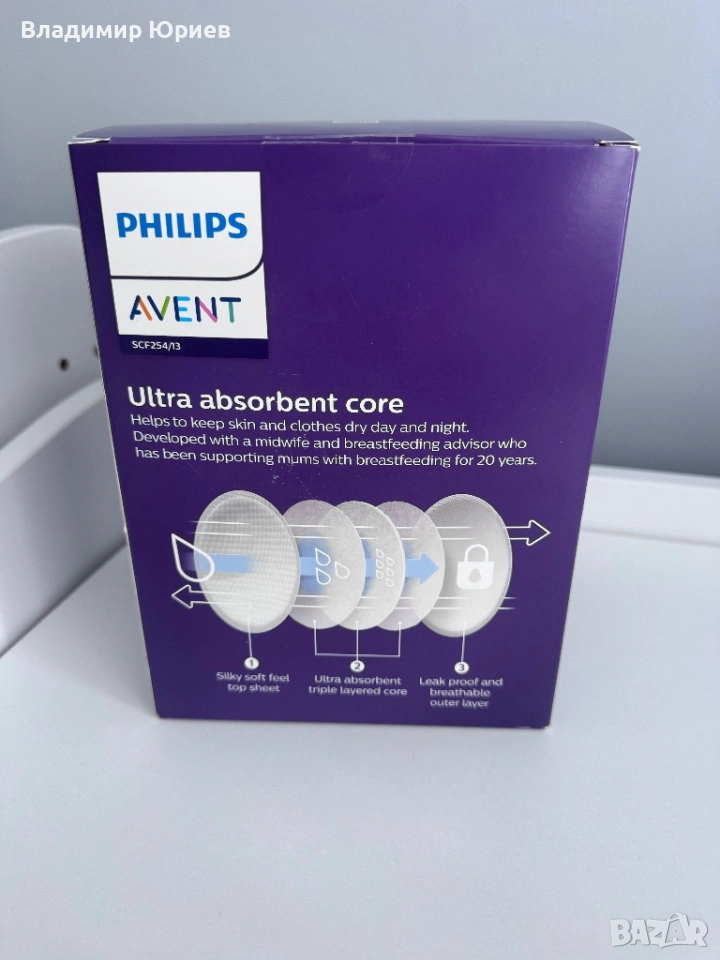 Владимир Юриев
PHILIPS
AVENT
SCF254/13
Ultra absorbent core
Helps to keep skin and clothes dry day and night.
Developed with a midwife and breastfeeding advisor who
has been supporting mums with breastfeeding for 20 years.
1
Silky soft feel
top sheet
2
Ultra absorbent
triple layered core
3
Leak proof and
breathable
outer layer
BAZAR